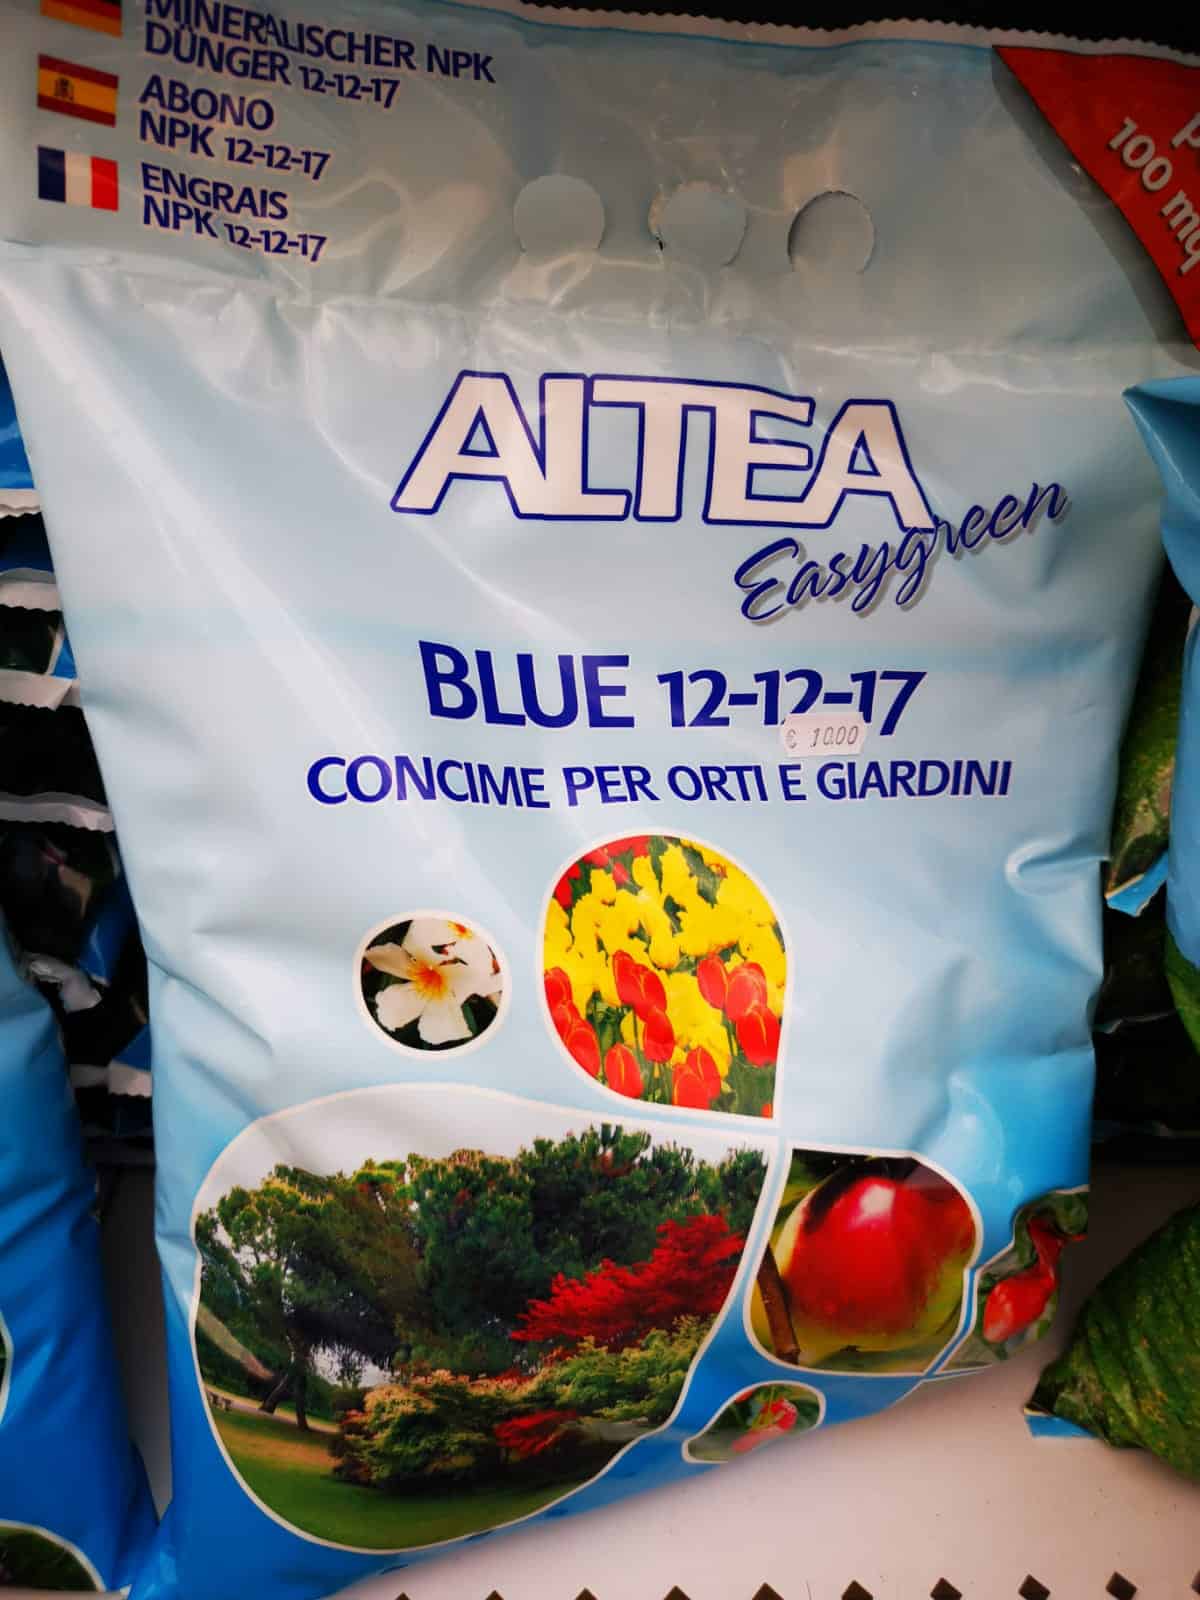 MINERALISCHER NPK
DÜNGER 12-12-17
ABONO
NPK 12-12-17
ENGRAIS
NPK 12-12-17
100 mq
ALTEA
Easygreen
BLUE 12-12-17
€ 10.00
CONCIME PER ORTI E GIARDINI